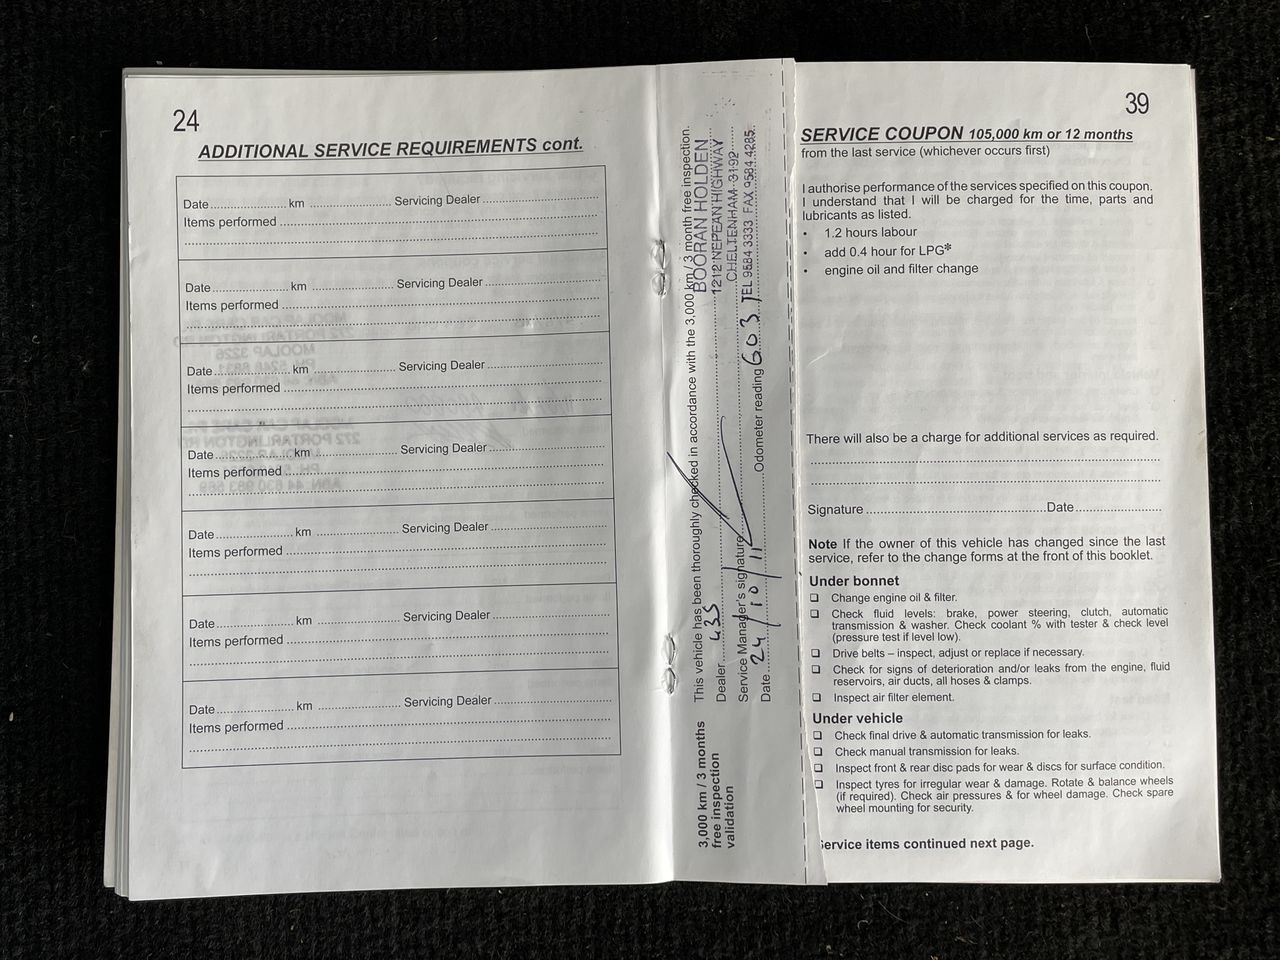 24
ADDITIONAL SERVICE REQUIREMENTS cont.
Date.....................km ........................Servicing Dealer...................................
Items performed ................................................................................................
........................................................................................................................
Date.....................km ........................Servicing Dealer...................................
Items performed ................................................................................................
........................................................................................................................
Date.....................km ........................Servicing Dealer...................................
Items performed ................................................................................................
........................................................................................................................
Date.....................km ........................Servicing Dealer...................................
Items performed ................................................................................................
........................................................................................................................
Date.....................km ........................Servicing Dealer...................................
Items performed ................................................................................................
........................................................................................................................
Date.....................km ........................Servicing Dealer...................................
Items performed ................................................................................................
........................................................................................................................
Date.....................km ........................Servicing Dealer...................................
Items performed ................................................................................................
........................................................................................................................
3,000 km / 3 months
free inspection
validation
This vehicle has been thoroughly checked in accordance with the 3,000 km / 3 month free inspection.
Dealer 435
Service Manager's signature
Date 24/10/11 Odometer reading 603
BOORAN HOLDEN
1212 NEPEAN HIGHWAY
CHELTENHAM 3192
TEL 9584 3333 FAX 9584 4285
39
SERVICE COUPON 105,000 km or 12 months
from the last service (whichever occurs first)
I authorise performance of the services specified on this coupon.
I understand that I will be charged for the time, parts and
lubricants as listed.
• 1.2 hours labour
• add 0.4 hour for LPG*
• engine oil and filter change
There will also be a charge for additional services as required.
........................................................................................................................
........................................................................................................................
Signature ................................................Date.......................
Note If the owner of this vehicle has changed since the last
service, refer to the change forms at the front of this booklet.
Under bonnet
❑ Change engine oil & filter.
❑ Check fluid levels: brake, power steering, clutch, automatic
transmission & washer. Check coolant % with tester & check level
(pressure test if level low).
❑ Drive belts – inspect, adjust or replace if necessary.
❑ Check for signs of deterioration and/or leaks from the engine, fluid
reservoirs, air ducts, all hoses & clamps.
❑ Inspect air filter element.
Under vehicle
❑ Check final drive & automatic transmission for leaks.
❑ Check manual transmission for leaks.
❑ Inspect front & rear disc pads for wear & discs for surface condition.
❑ Inspect tyres for irregular wear & damage. Rotate & balance wheels
(if required). Check air pressures & for wheel damage. Check spare
wheel mounting for security.
Service items continued next page.